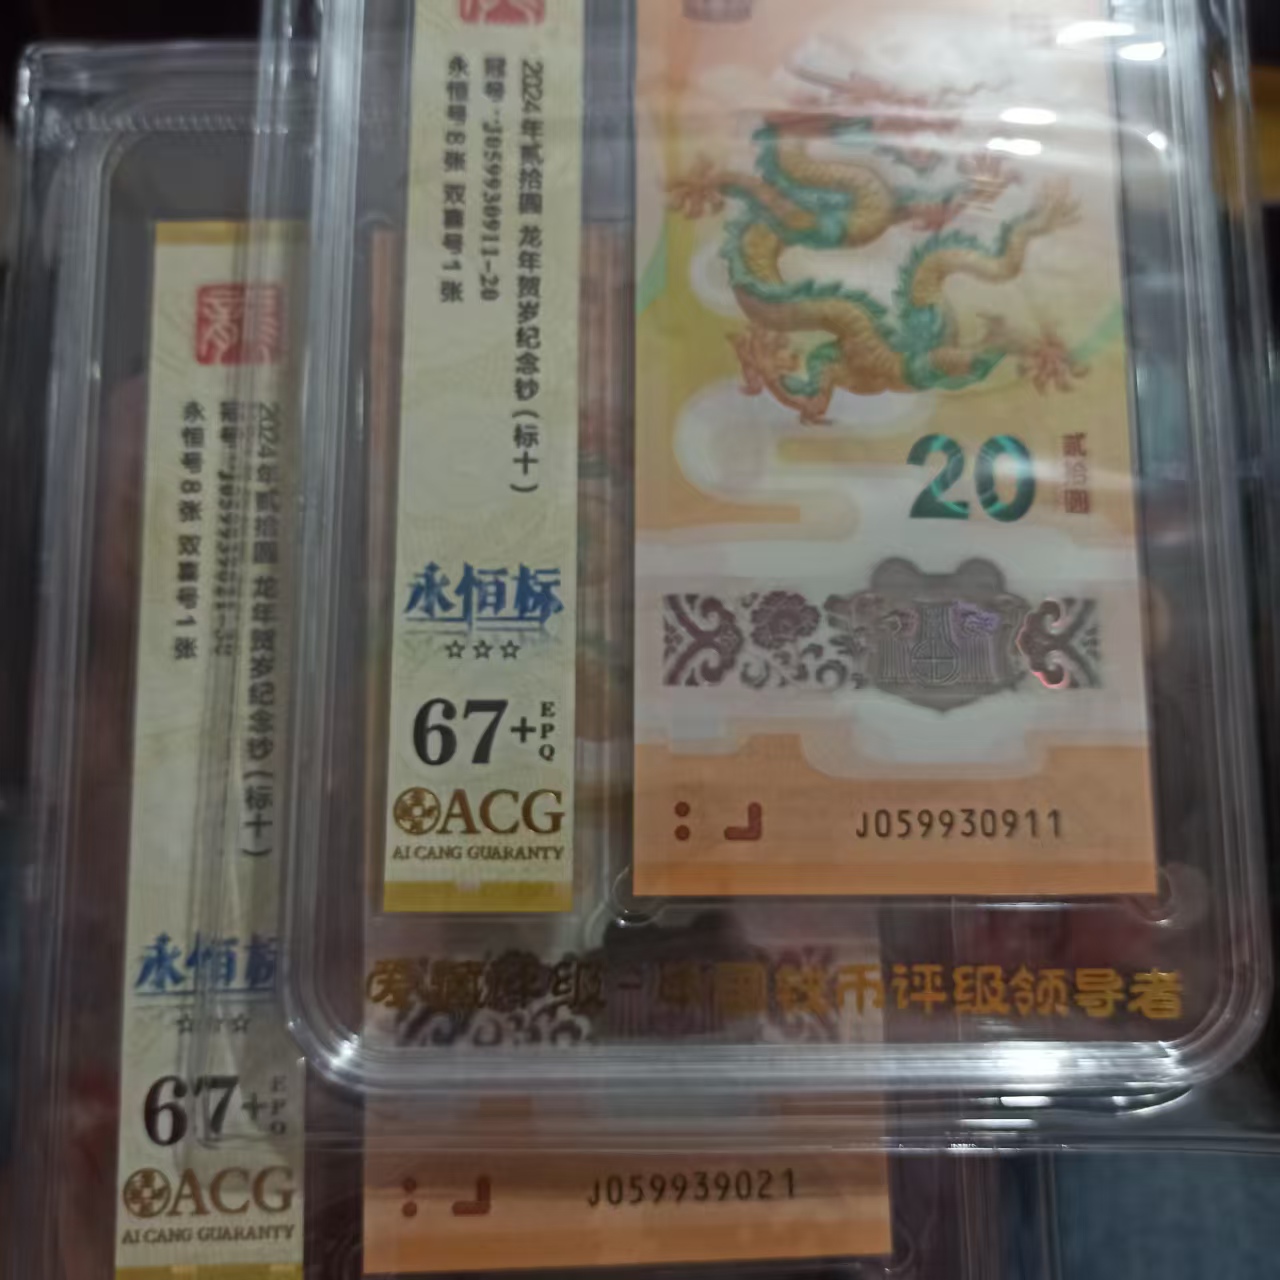 2024年贰拾圆 龙年贺岁纪念钞(标十)
冠号--J059930911-20
永恒号8张 双喜号1张
永恒标
☆☆☆
67+
EPQ
ACG
AI CANG GUARANTY
20
贰拾圆
J059930911
爱藏评级-中国钱币评级领导者
2024年贰拾圆 龙年贺岁纪念钞(标十)
永恒号8张 双喜号1张
永恒标
☆☆☆
67+
EPQ
ACG
AI CANG GUARANTY
J059939021